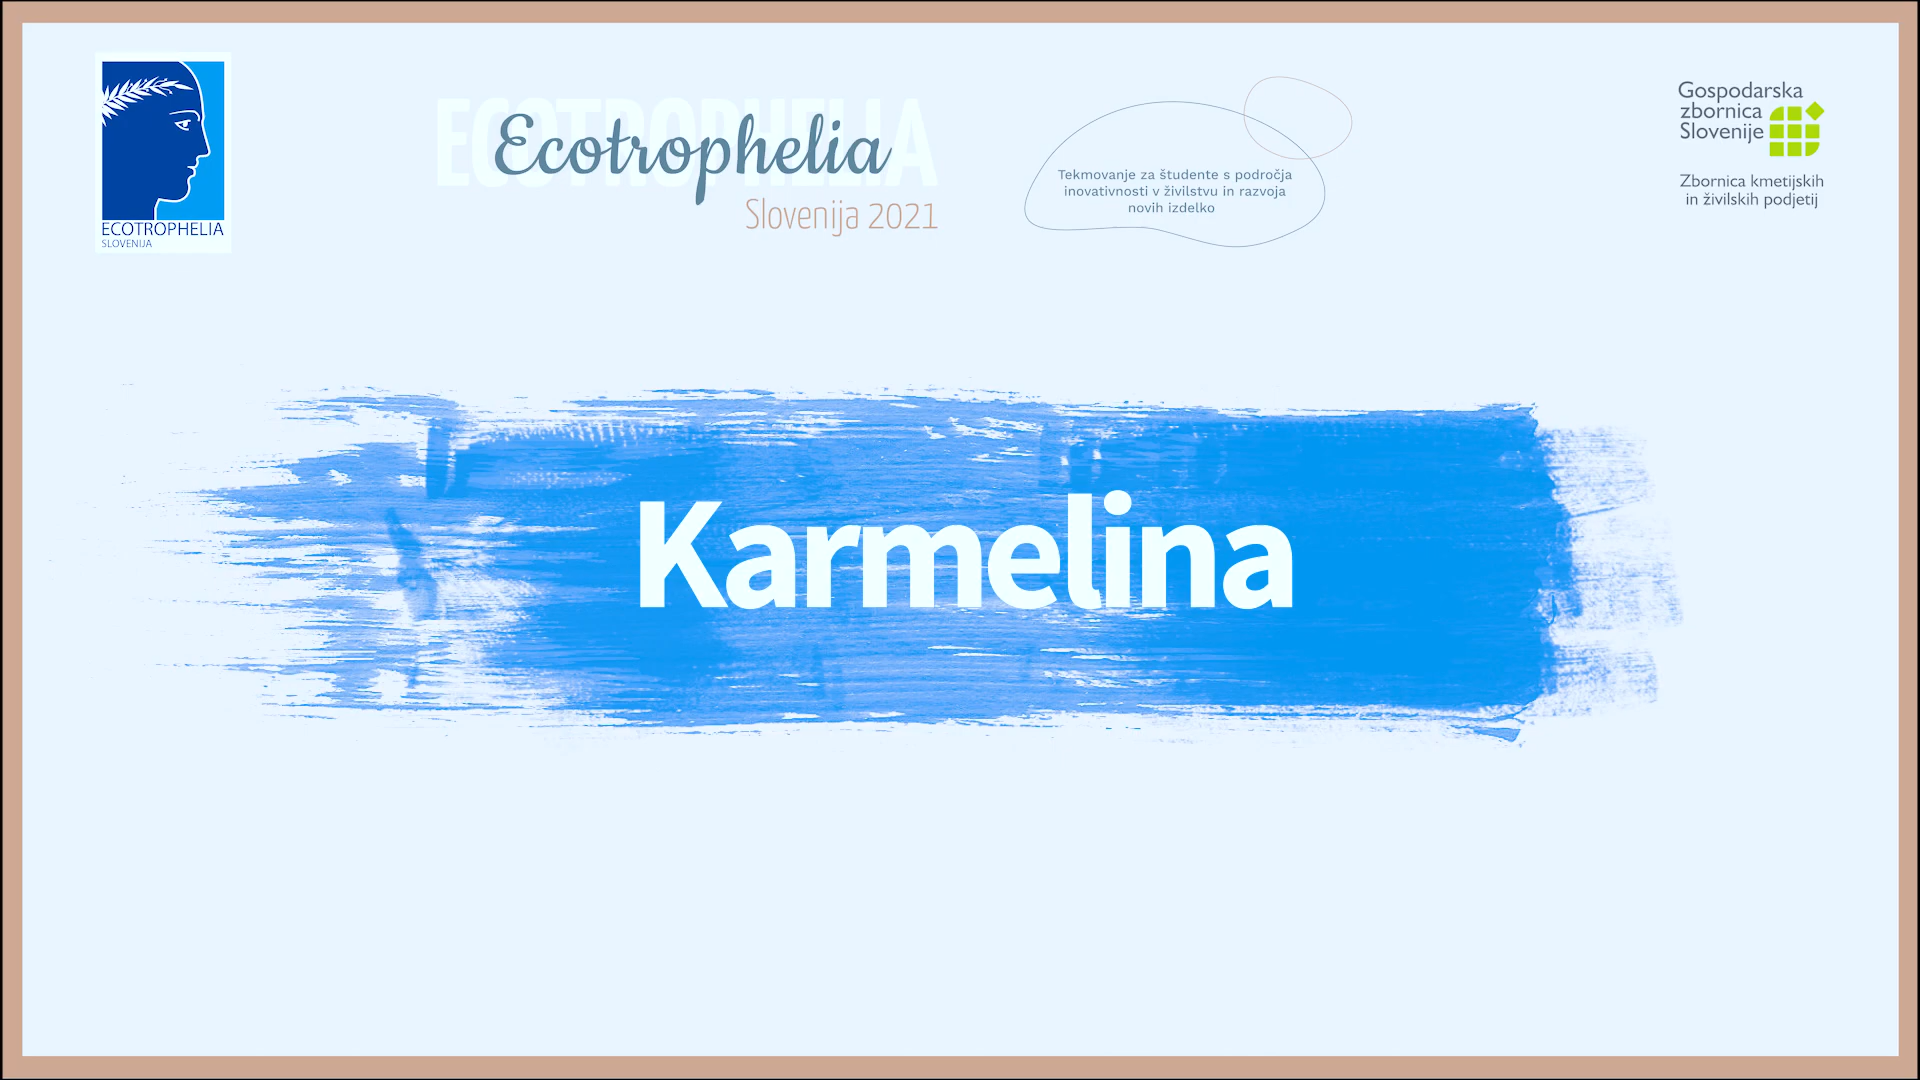 ECOTROPHELIA
SLOVENIJA
ECOTROPHELIA
Ecotrophelia
Slovenija 2021
Tekmovanje za študente s področja
inovativnosti v živilstvu in razvoja
novih izdelko
Gospodarska
zbornica
Slovenije
Zbornica kmetijskih
in živilskih podjetij
Karmelina